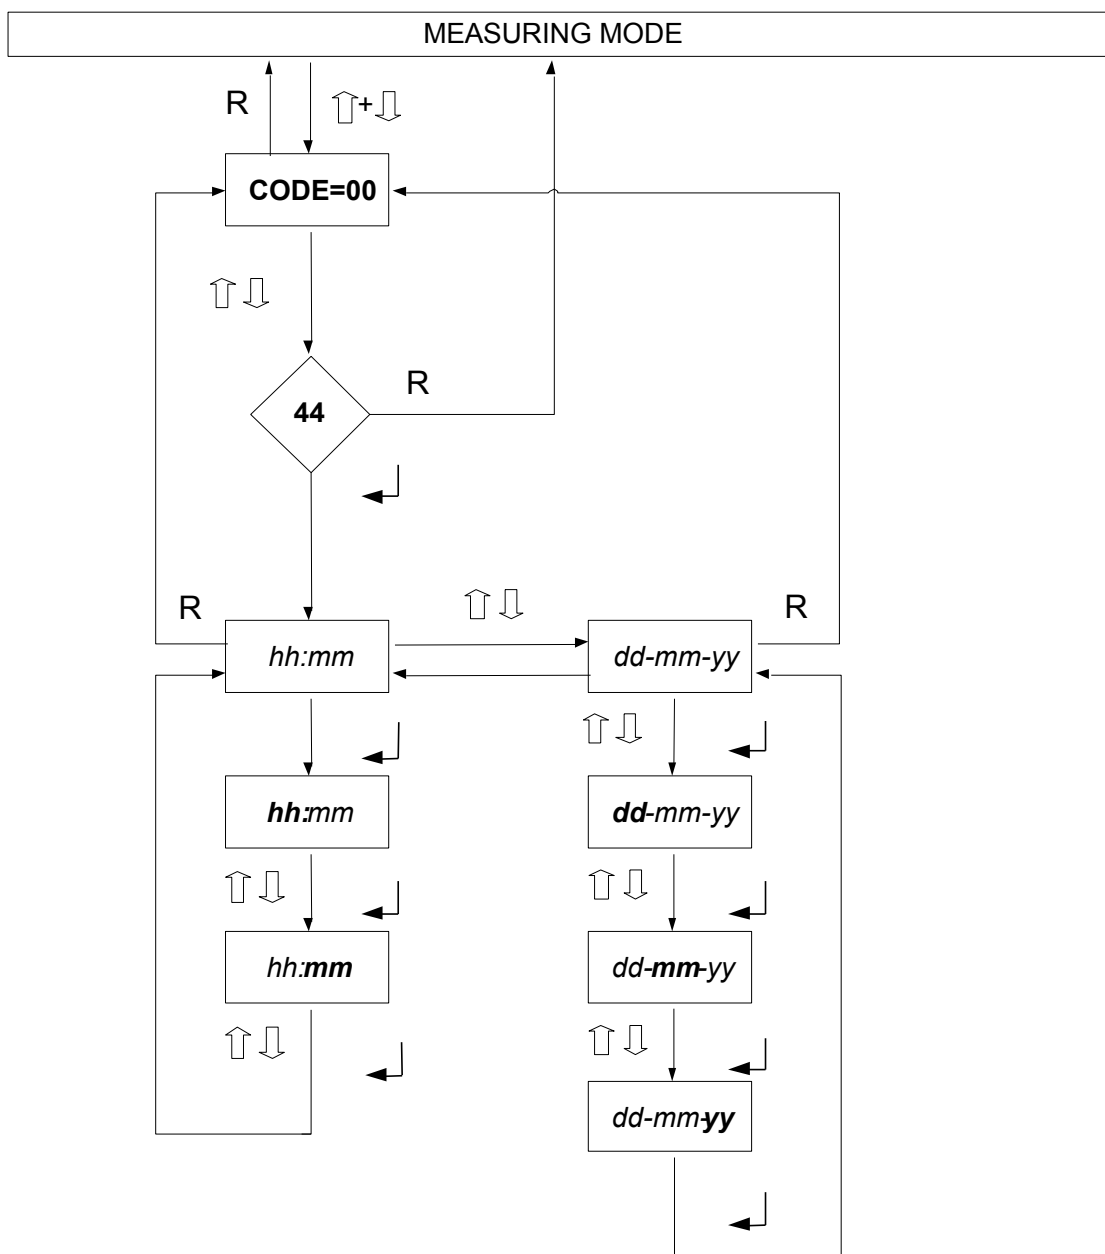 MEASURING MODE
R
+
CODE=00
R
44
R
R
hh:mm
dd-mm-yy
hh:mm
dd-mm-yy
hh:mm
dd-mm-yy
dd-mm-yy